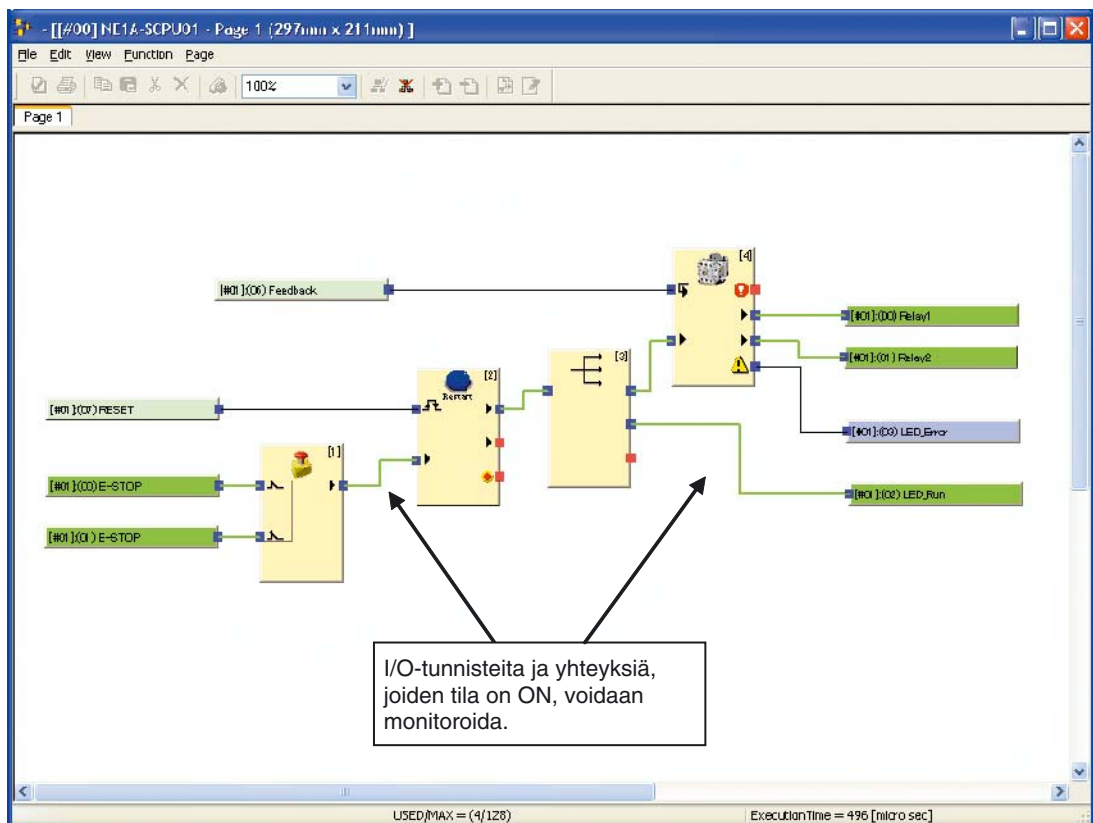 - [[#00] NE1A-SCPU01 - Page 1 (297mm x 211mm) ]
File Edit View Function Page
100%
Page 1
[4]
[#01]:(06) Feedback
[#01]:(00) Relay1
[3]
[#01]:(01) Relay2
[2]
Restart
[#01]:(07) RESET
[#01]:(03) LED_Error
[1]
[#01]:(00) E-STOP
[#01]:(02) LED_Run
[#01]:(01) E-STOP
I/O-tunnisteita ja yhteyksiä,
joiden tila on ON, voidaan
monitoroida.
USED/MAX = (4/128)
ExecutionTime = 496 [micro sec]